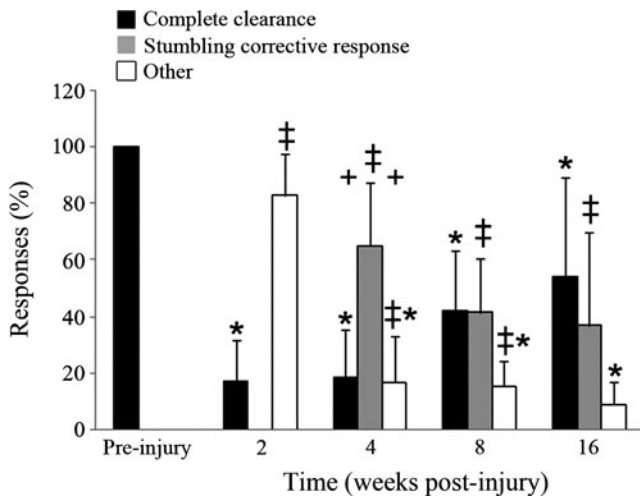 Complete clearance
Stumbling corrective response
Other
120
100
80
60
40
20
0
Responses (%)
‡
+ ‡ +
*
* ‡
‡
* * ‡* ‡* *
Pre-injury 2 4 8 16
Time (weeks post-injury)